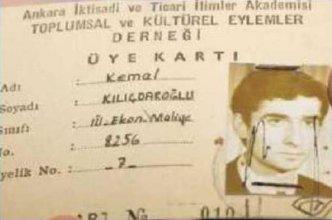 Ankara İktisadi ve Ticari İlimler Akademisi
TOPLUMSAL ve KÜLTÜREL EYLEMLER
DERNEĞİ
ÜYE KARTI
Adı : Kemal
Soyadı : KILIÇDAROĞLU
Sınıfı : Ekon. Maliye
No. : 8256
yelik No. : 7
No